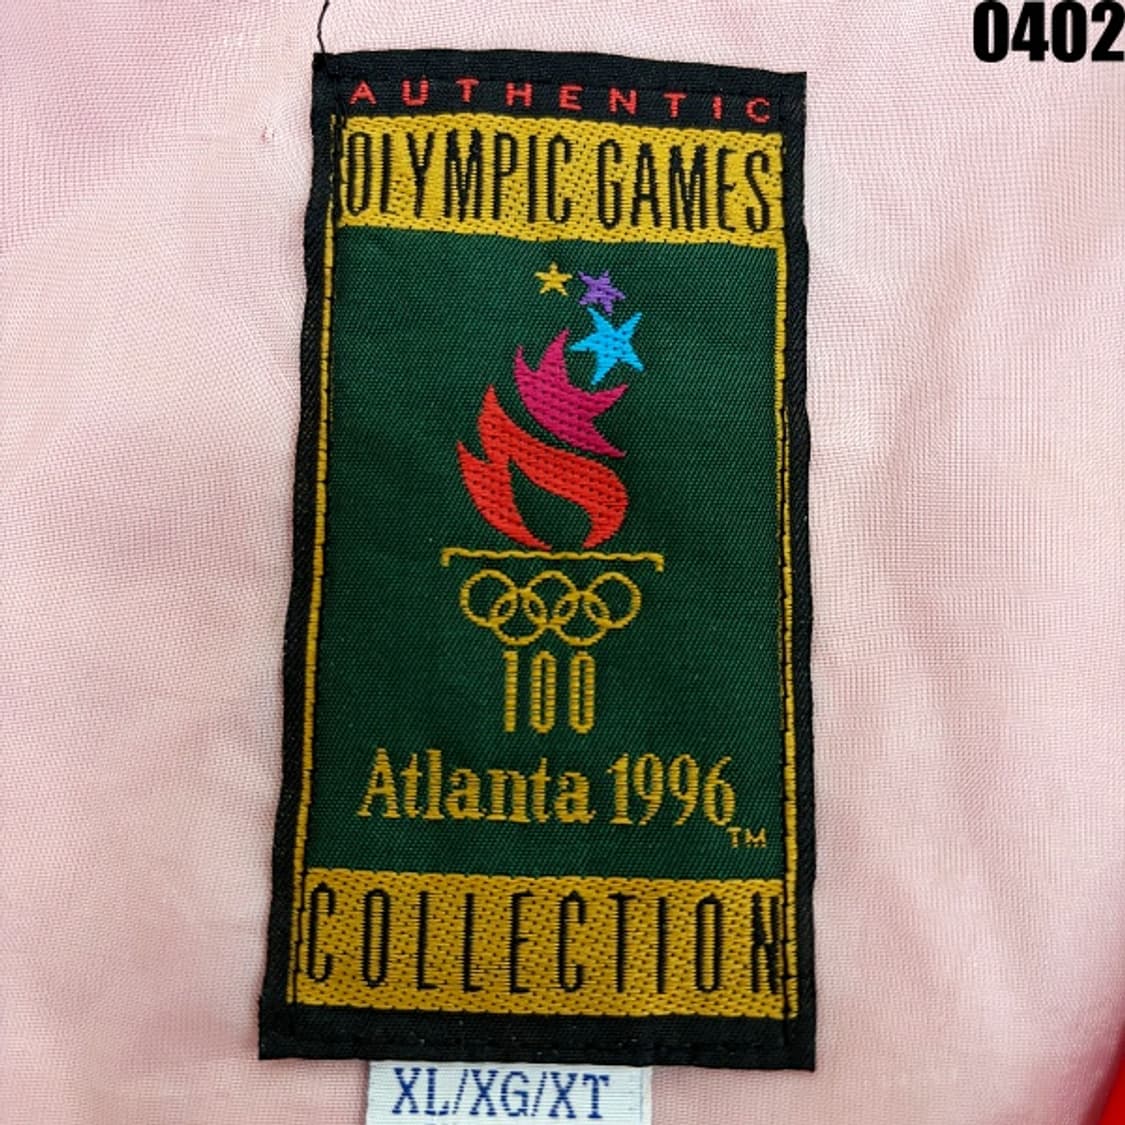 0402
AUTHENTIC
OLYMPIC GAMES
100
Atlanta 1996
TM
COLLECTION
XL/XG/XT